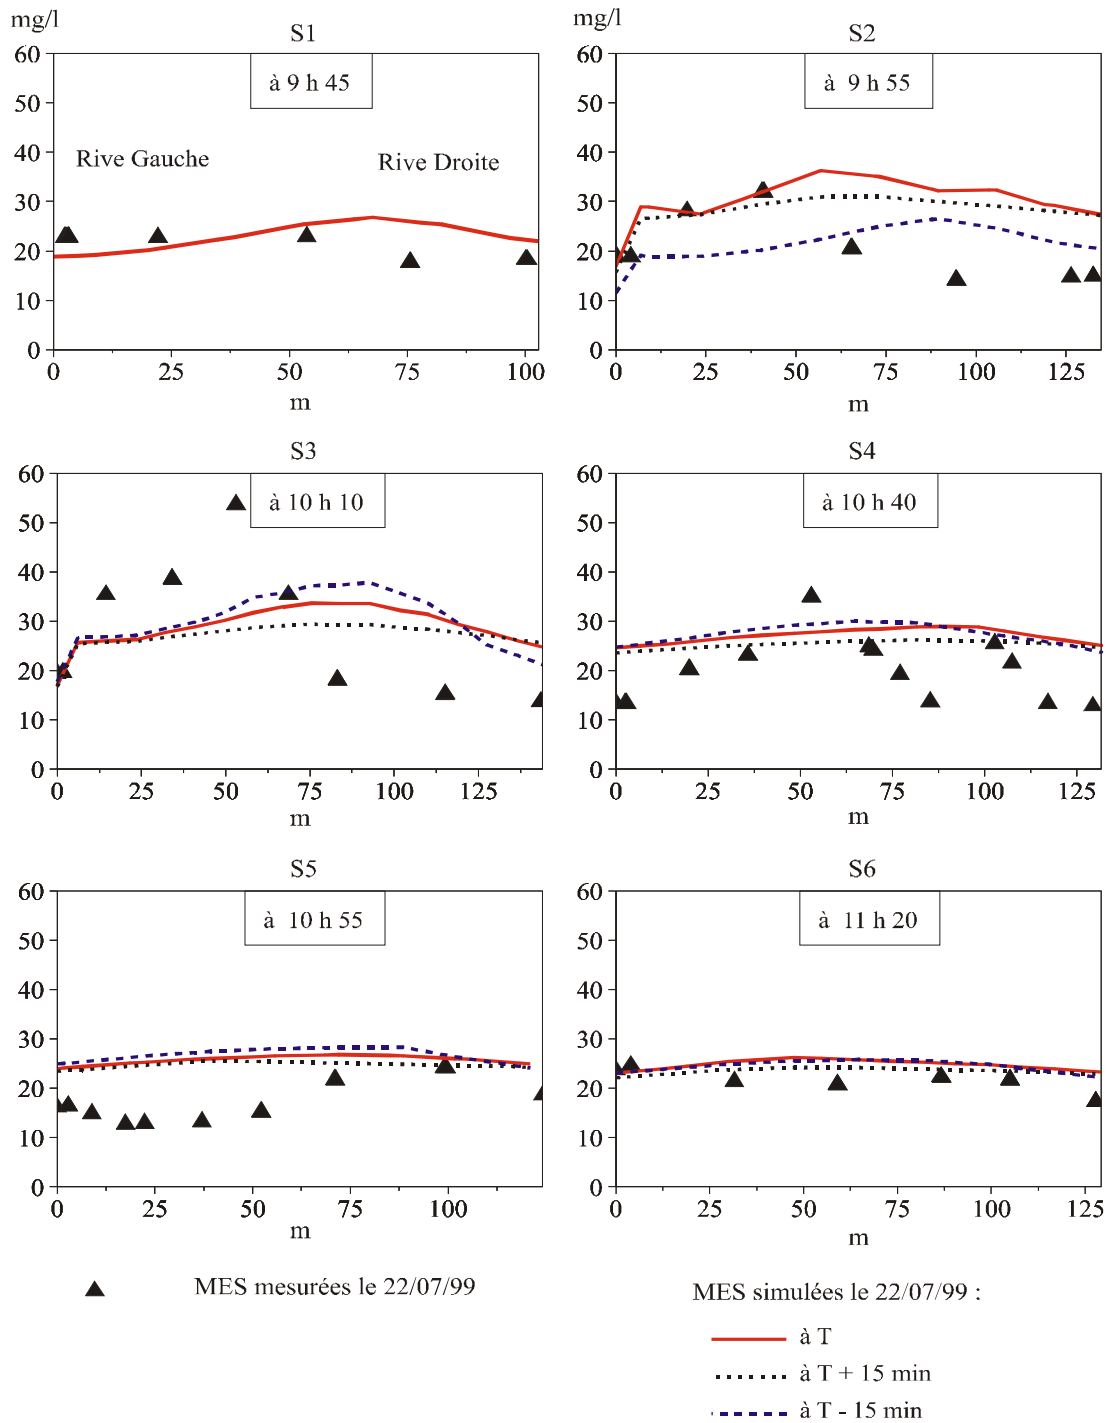 mg/l
S1
60
50
40
30
20
10
0
à 9 h 45
Rive Gauche
Rive Droite
0 25 50 75 100
m
mg/l
S2
60
50
40
30
20
10
0
à 9 h 55
0 25 50 75 100 125
m
S3
60
50
40
30
20
10
0
à 10 h 10
0 25 50 75 100 125
m
S4
60
50
40
30
20
10
0
à 10 h 40
0 25 50 75 100 125
m
S5
60
50
40
30
20
10
0
à 10 h 55
0 25 50 75 100
m
S6
60
50
40
30
20
10
0
à 11 h 20
0 25 50 75 100 125
m
MES mesurées le 22/07/99
MES simulées le 22/07/99 :
à T
à T + 15 min
à T - 15 min